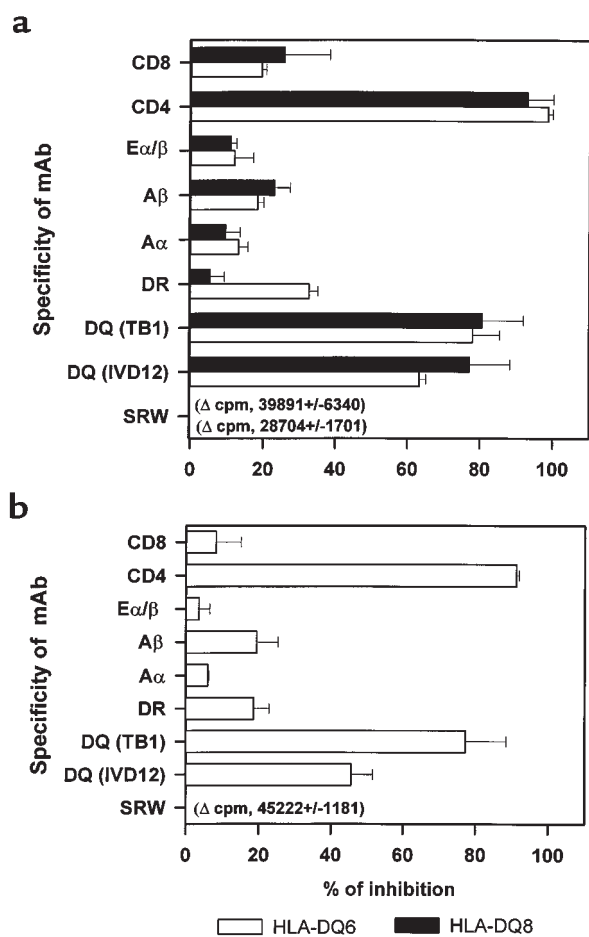 a
Specificity of mAb
CD8
CD4
Eα/β
Aβ
Aα
DR
DQ (TB1)
DQ (IVD12)
SRW
(Δ cpm, 39891+/-6340)
(Δ cpm, 28704+/-1701)
0 20 40 60 80 100
b
Specificity of mAb
CD8
CD4
Eα/β
Aβ
Aα
DR
DQ (TB1)
DQ (IVD12)
SRW
(Δ cpm, 45222+/-1181)
0 20 40 60 80 100
% of inhibition
HLA-DQ6 HLA-DQ8